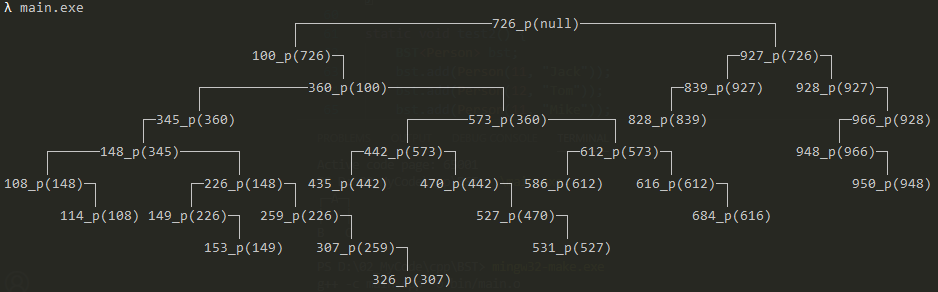 λ main.exe
726_p(null)
100_p(726) 927_p(726)
360_p(100) 839_p(927) 928_p(927)
345_p(360) 573_p(360) 828_p(839) 966_p(928)
148_p(345) 442_p(573) 612_p(573) 948_p(966)
108_p(148) 226_p(148) 435_p(442) 470_p(442) 586_p(612) 616_p(612) 950_p(948)
114_p(108) 149_p(226) 259_p(226) 527_p(470) 684_p(616)
153_p(149) 307_p(259) 531_p(527)
326_p(307)